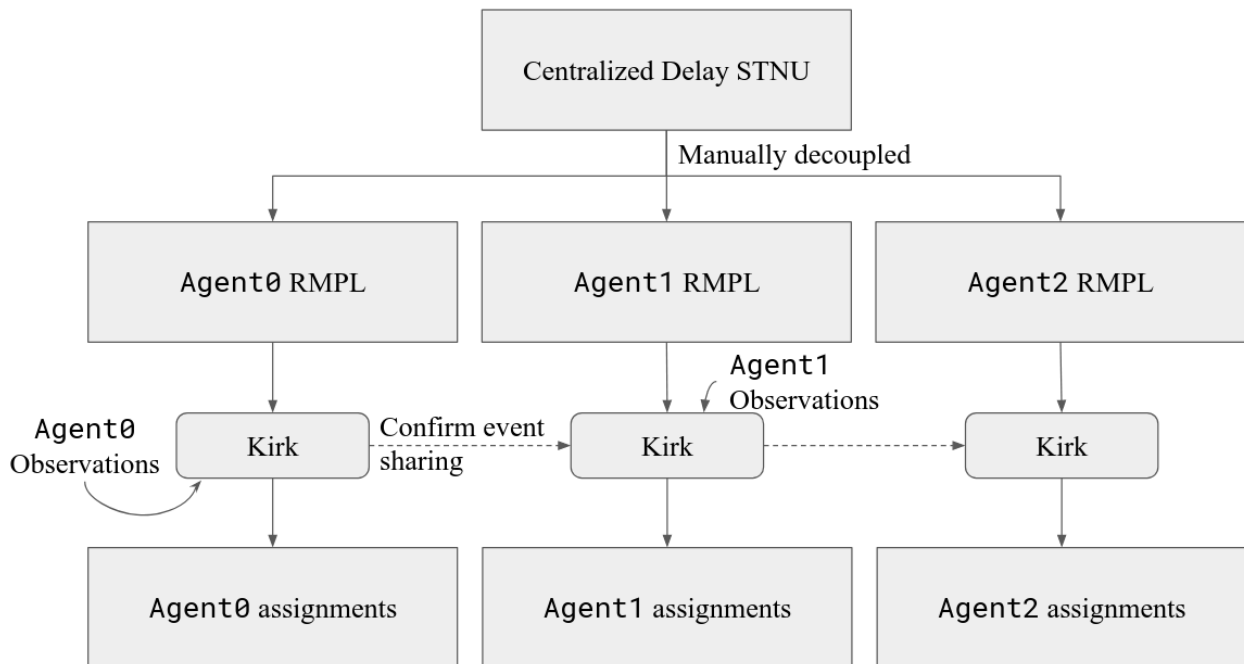 Centralized Delay STNU
Manually decoupled
Agent0 RMPL
Agent1 RMPL
Agent2 RMPL
Agent1
Observations
Agent0
Observations
Kirk
Confirm event
sharing
Kirk
Kirk
Agent0 assignments
Agent1 assignments
Agent2 assignments